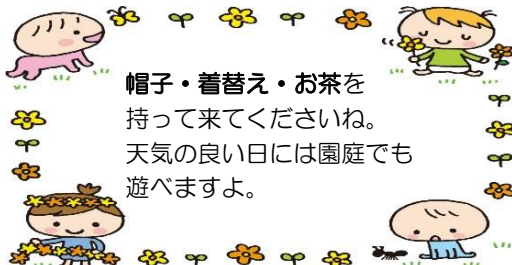 帽子・着替え・お茶を
持って来てくださいね。
天気の良い日には園庭でも
遊べますよ。